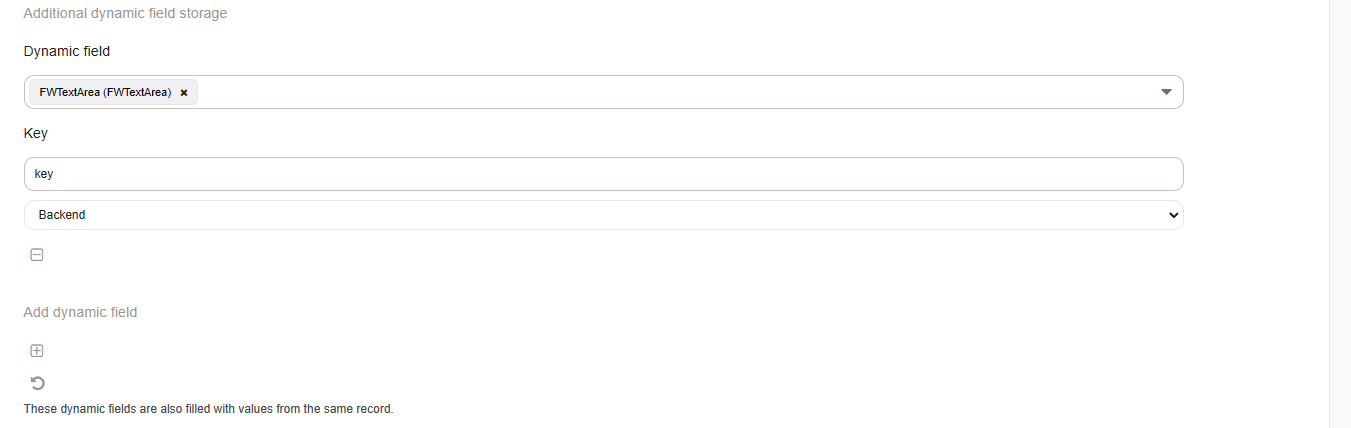 Additional dynamic field storage
Dynamic field
FWTextArea (FWTextArea) ×
Key
key
Backend
Add dynamic field
These dynamic fields are also filled with values from the same record.